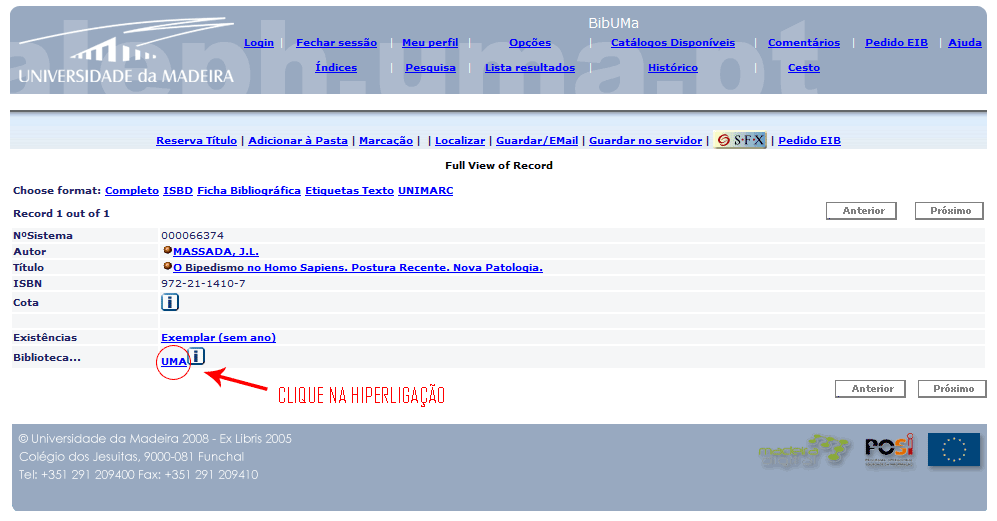 BibUMa
aleph.uma.pt
UNIVERSIDADE da MADEIRA
Login | Fechar sessão | Meu perfil | Opções | Catálogos Disponíveis | Comentários | Pedido EIB | Ajuda
Índices | Pesquisa | Lista resultados | Histórico | Cesto
Reserva Título | Adicionar à Pasta | Marcação | | Localizar | Guardar/EMail | Guardar no servidor | S·F·X | Pedido EIB
Full View of Record
Choose format: Completo ISBD Ficha Bibliográfica Etiquetas Texto UNIMARC
Record 1 out of 1
Anterior Próximo
NºSistema 000066374
Autor MASSADA, J.L.
Título O Bipedismo no Homo Sapiens. Postura Recente. Nova Patologia.
ISBN 972-21-1410-7
Cota i
Existências Exemplar (sem ano)
Biblioteca... UMA i
CLIQUE NA HIPERLIGAÇÃO
Anterior Próximo
© Universidade da Madeira 2008 - Ex Libris 2005
Colégio dos Jesuítas, 9000-081 Funchal
Tel: +351 291 209400 Fax: +351 291 209410
madeira digital
POSI